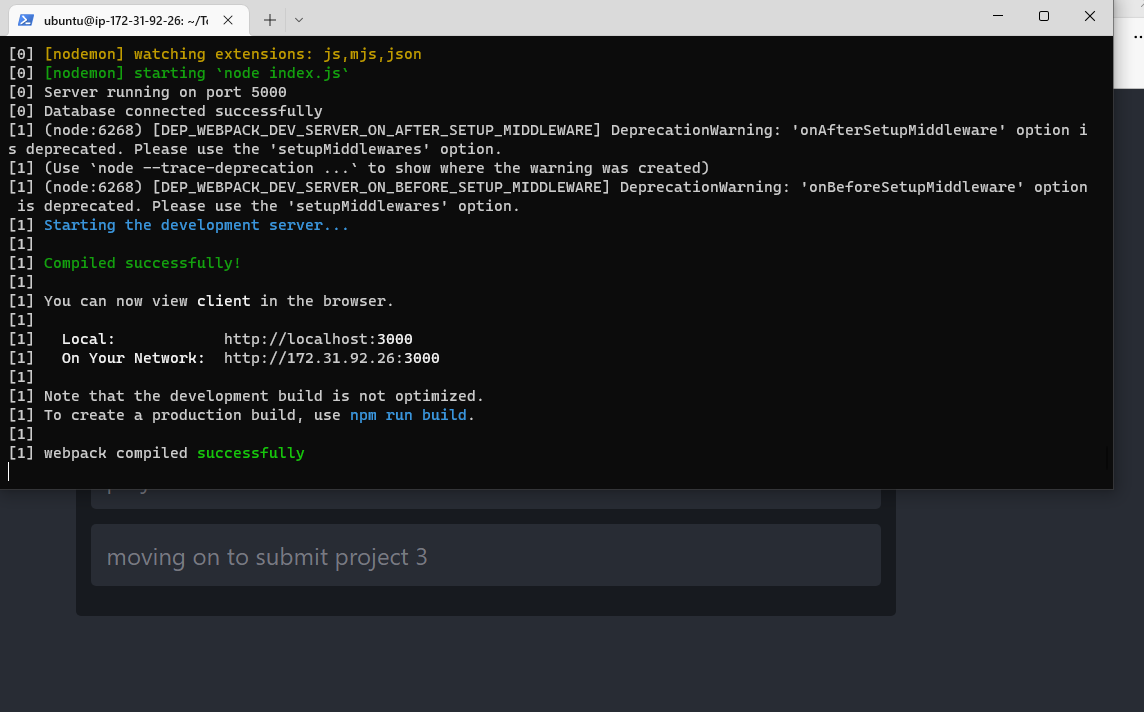 ubuntu@ip-172-31-92-26: ~/To
[0] [nodemon] watching extensions: js,mjs,json
[0] [nodemon] starting `node index.js`
[0] Server running on port 5000
[0] Database connected successfully
[1] (node:6268) [DEP_WEBPACK_DEV_SERVER_ON_AFTER_SETUP_MIDDLEWARE] DeprecationWarning: 'onAfterSetupMiddleware' option i
s deprecated. Please use the 'setupMiddlewares' option.
[1] (Use `node --trace-deprecation ...` to show where the warning was created)
[1] (node:6268) [DEP_WEBPACK_DEV_SERVER_ON_BEFORE_SETUP_MIDDLEWARE] DeprecationWarning: 'onBeforeSetupMiddleware' option
is deprecated. Please use the 'setupMiddlewares' option.
[1] Starting the development server...
[1]
[1] Compiled successfully!
[1]
[1] You can now view client in the browser.
[1]
[1] Local: http://localhost:3000
[1] On Your Network: http://172.31.92.26:3000
[1]
[1] Note that the development build is not optimized.
[1] To create a production build, use npm run build.
[1]
[1] webpack compiled successfully
moving on to submit project 3